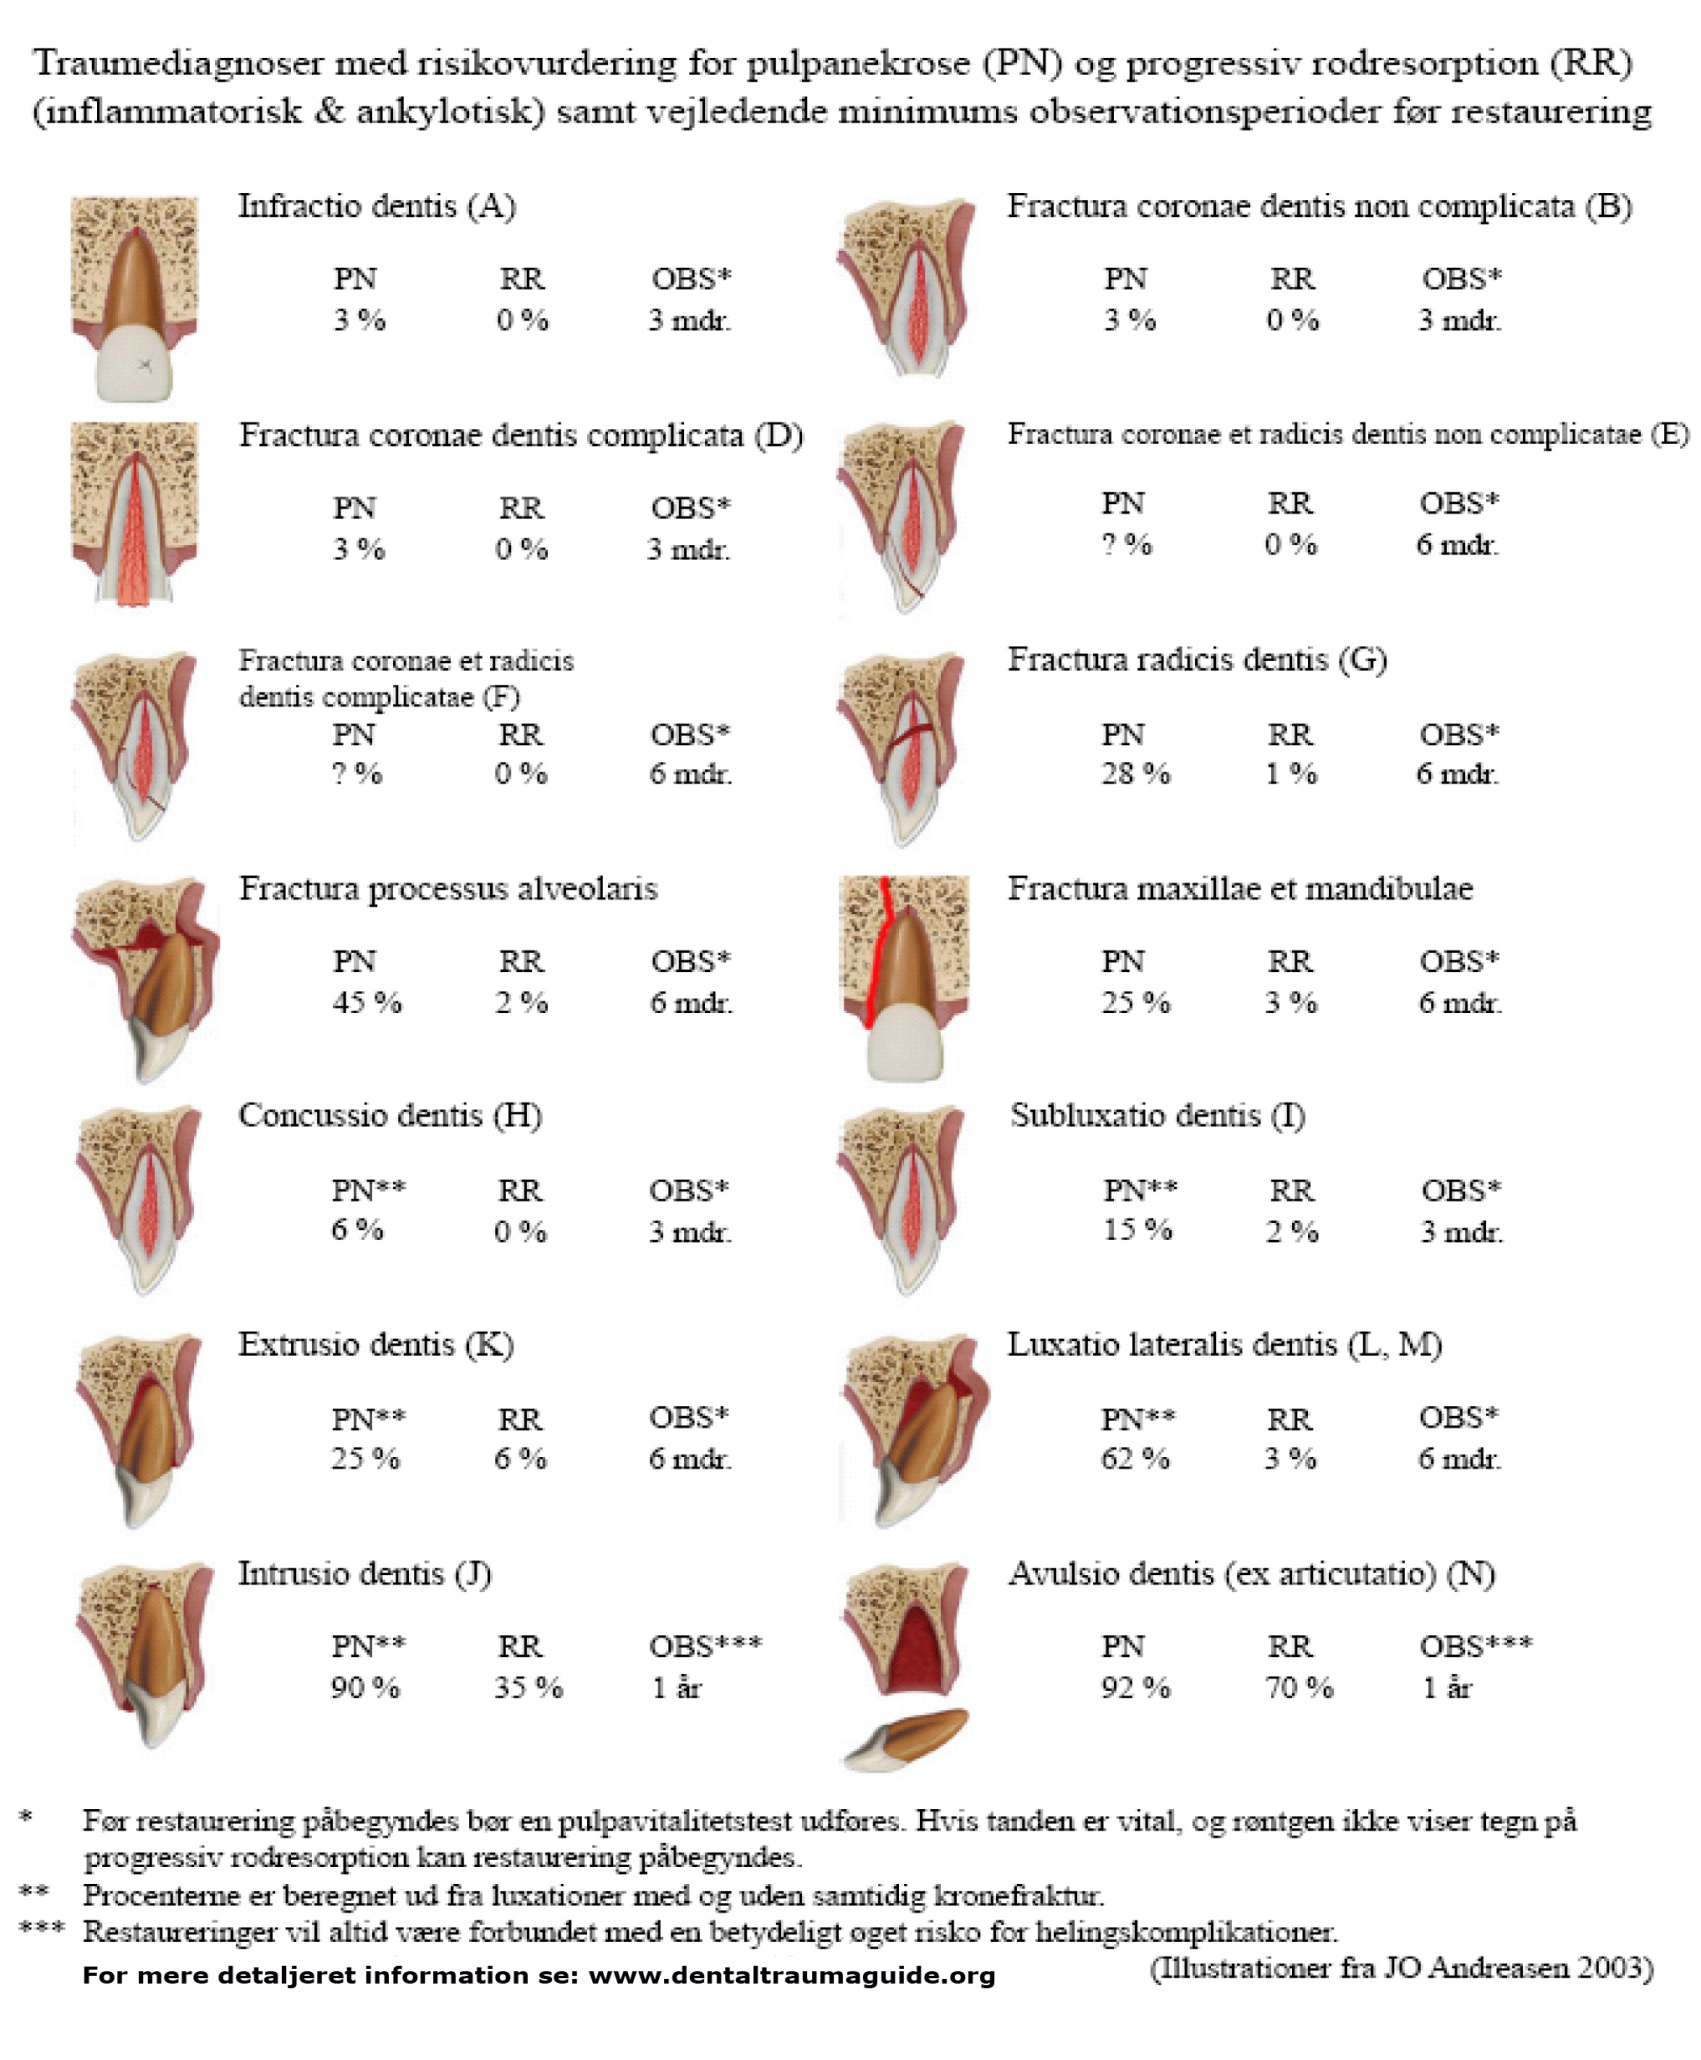 Traumediagnoser med risikovurdering for pulpanekrose (PN) og progressiv rodresorption (RR)
(inflammatorisk & ankylotisk) samt vejledende minimums observationsperioder før restaurering
Infractio dentis (A)
PN RR OBS*
3 % 0 % 3 mdr.
Fractura coronae dentis non complicata (B)
PN RR OBS*
3 % 0 % 3 mdr.
Fractura coronae dentis complicata (D)
PN RR OBS*
3 % 0 % 3 mdr.
Fractura coronae et radicis dentis non complicatae (E)
PN RR OBS*
? % 0 % 6 mdr.
Fractura coronae et radicis
dentis complicatae (F)
PN RR OBS*
? % 0 % 6 mdr.
Fractura radicis dentis (G)
PN RR OBS*
28 % 1 % 6 mdr.
Fractura processus alveolaris
PN RR OBS*
45 % 2 % 6 mdr.
Fractura maxillae et mandibulae
PN RR OBS*
25 % 3 % 6 mdr.
Concussio dentis (H)
PN** RR OBS*
6 % 0 % 3 mdr.
Subluxatio dentis (I)
PN** RR OBS*
15 % 2 % 3 mdr.
Extrusio dentis (K)
PN** RR OBS*
25 % 6 % 6 mdr.
Luxatio lateralis dentis (L, M)
PN** RR OBS*
62 % 3 % 6 mdr.
Intrusio dentis (J)
PN** RR OBS***
90 % 35 % 1 år
Avulsio dentis (ex articutatio) (N)
PN RR OBS***
92 % 70 % 1 år
* Før restaurering påbegyndes bør en pulpavitalitetstest udføres. Hvis tanden er vital, og røntgen ikke viser tegn på
progressiv rodresorption kan restaurering påbegyndes.
** Procenterne er beregnet ud fra luxationer med og uden samtidig kronefraktur.
*** Restaureringer vil altid være forbundet med en betydeligt øget risko for helingskomplikationer.
For mere detaljeret information se: www.dentaltraumaguide.org
(Illustrationer fra JO Andreasen 2003)